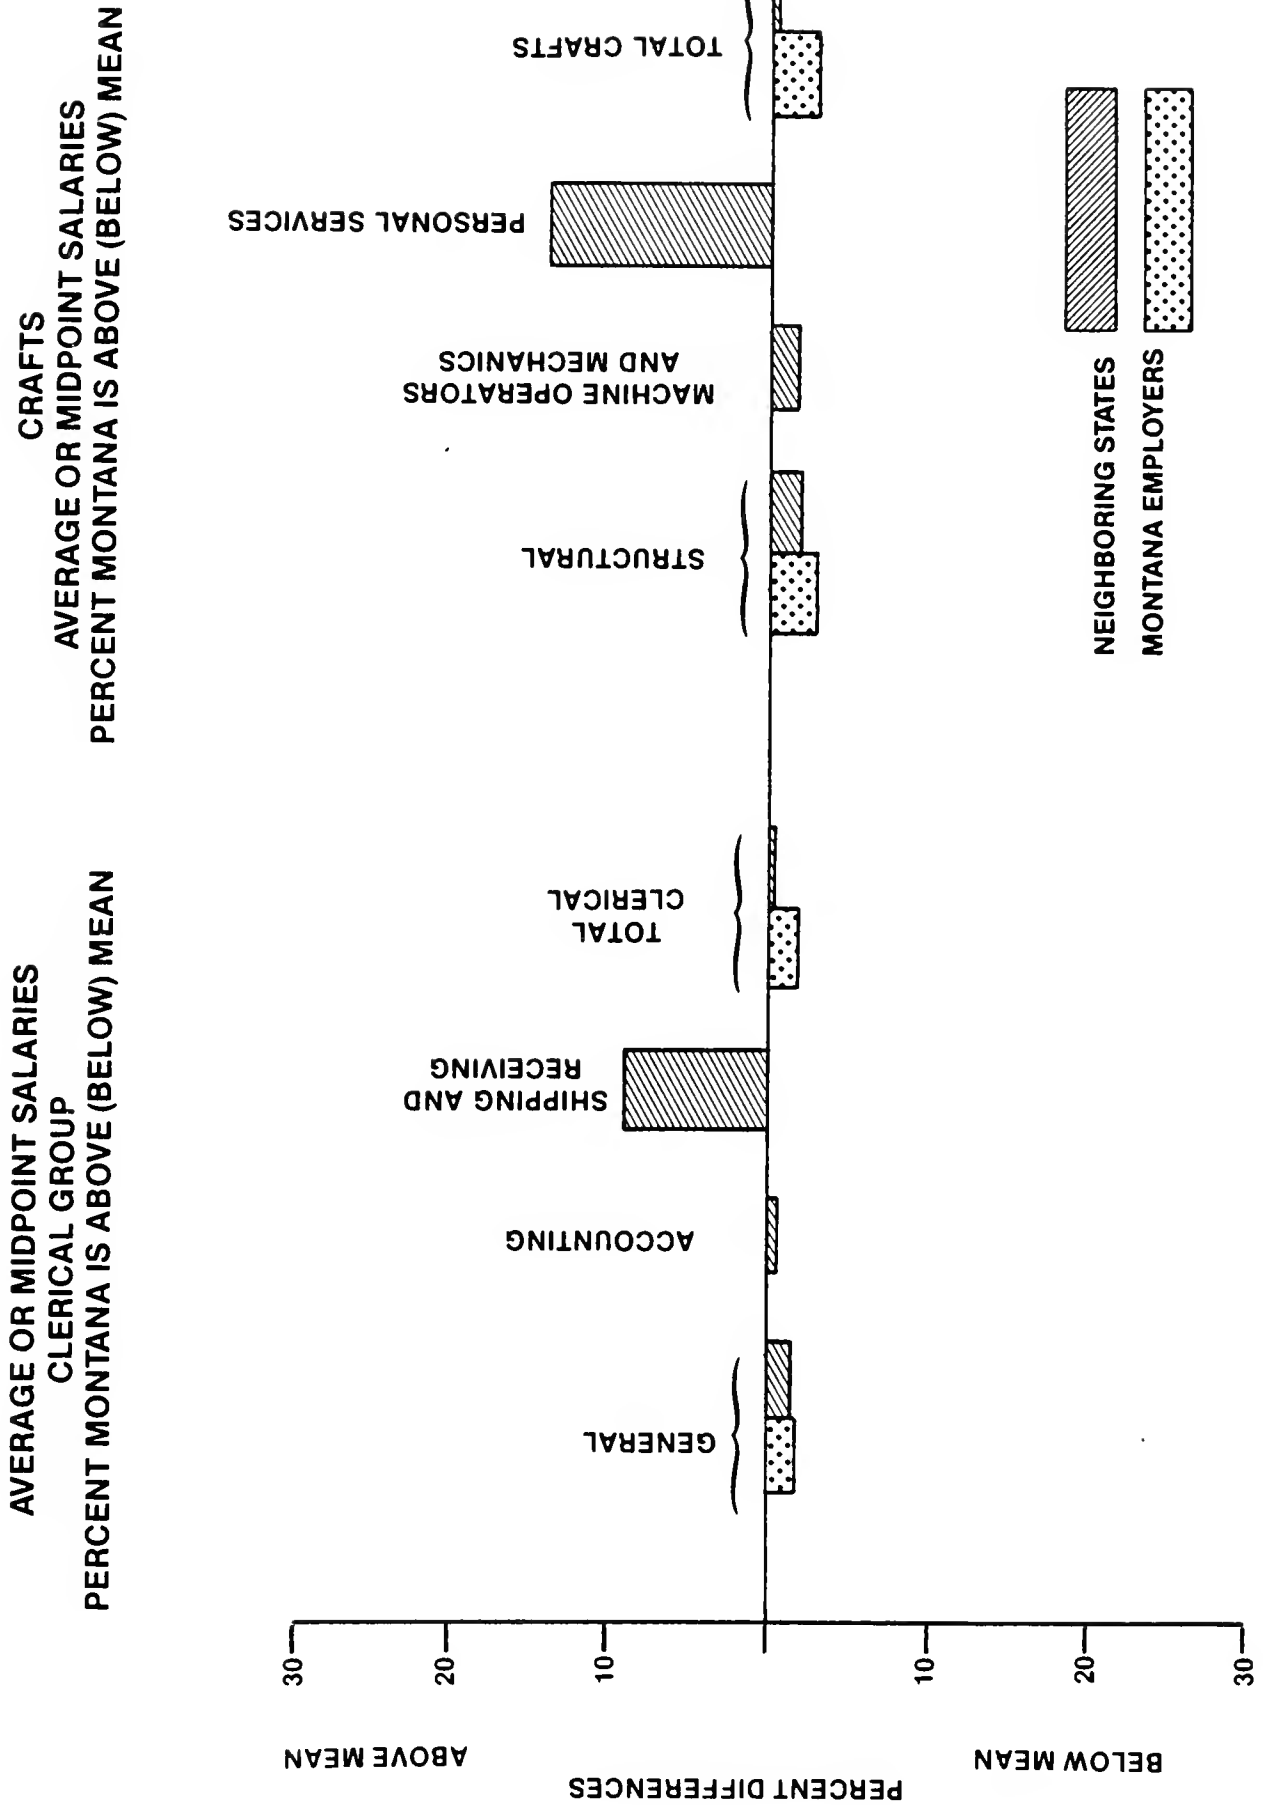 AVERAGE OR MIDPOINT SALARIES
CLERICAL GROUP
PERCENT MONTANA IS ABOVE (BELOW) MEAN
CRAFTS
AVERAGE OR MIDPOINT SALARIES
PERCENT MONTANA IS ABOVE (BELOW) MEAN
PERCENT DIFFERENCES
ABOVE MEAN
BELOW MEAN
30
20
10
10
20
30
GENERAL
ACCOUNTING
SHIPPING AND
RECEIVING
TOTAL
CLERICAL
STRUCTURAL
MACHINE OPERATORS
AND MECHANICS
PERSONAL SERVICES
TOTAL CRAFTS
NEIGHBORING STATES
MONTANA EMPLOYERS